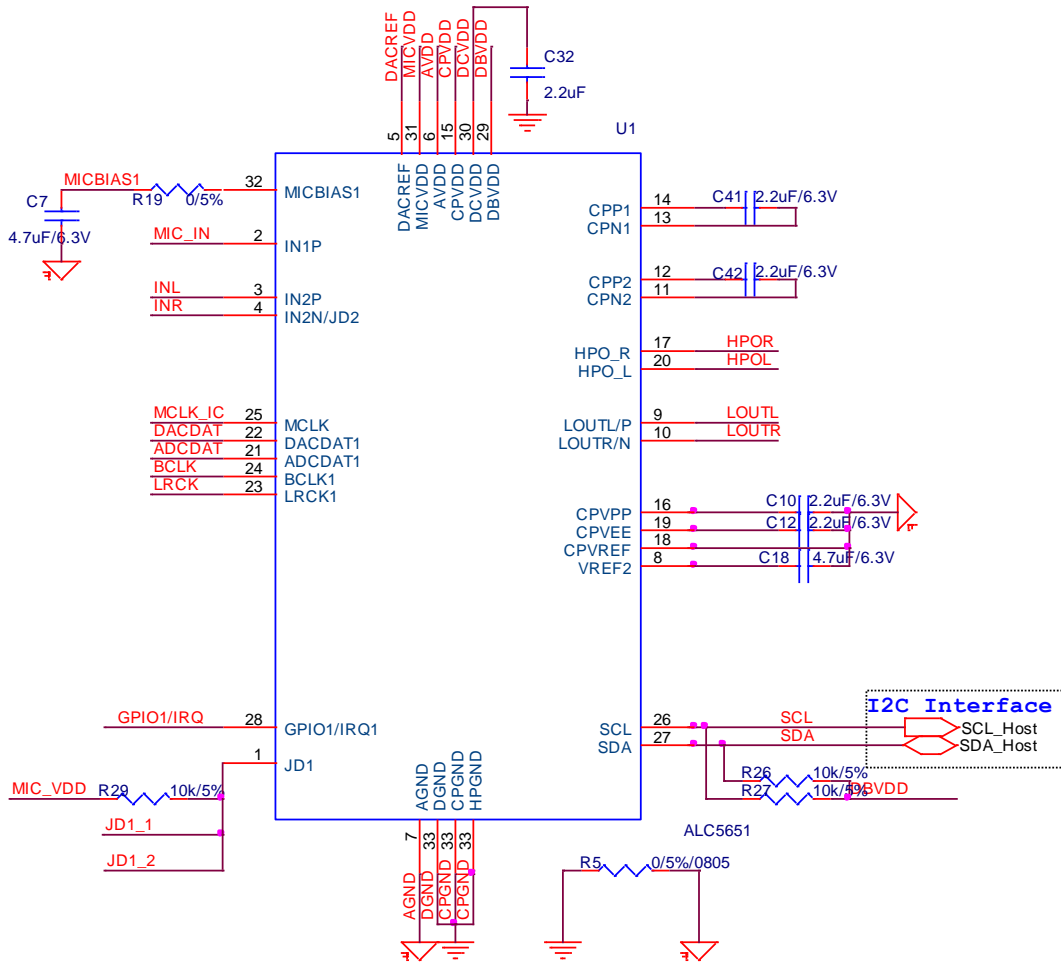 DACREF
MICVDD
AVDD
CPVDD
DCVDD
DBVDD
C32
2.2uF
5
31
6
15
30
29
U1
DACREF
MICVDD
AVDD
CPVDD
DCVDD
DBVDD
MICBIAS1
R19 0/5%
32
MICBIAS1
C7
4.7uF/6.3V
MIC_IN
2
IN1P
INL
3
IN2P
INR
4
IN2N/JD2
MCLK_IC
25
MCLK
DACDAT
22
DACDAT1
ADCDAT
21
ADCDAT1
BCLK
24
BCLK1
LRCK
23
LRCK1
GPIO1/IRQ
28
GPIO1/IRQ1
1
JD1
MIC_VDD
R29 10k/5%
JD1_1
JD1_2
CPP1
14
C41 2.2uF/6.3V
CPN1
13
CPP2
12
C42 2.2uF/6.3V
CPN2
11
HPO_R
17
HPOR
HPO_L
20
HPOL
LOUTL/P
9
LOUTL
LOUTR/N
10
LOUTR
CPVPP
16
C10 2.2uF/6.3V
CPVEE
19
C12 2.2uF/6.3V
CPVREF
18
VREF2
8
C18 4.7uF/6.3V
SCL
26
SCL
SDA
27
SDA
I2C Interface
SCL_Host
SDA_Host
R26 10k/5%
R27 10k/5%
DBVDD
AGND
DGND
CPGND
HPGND
7
33
33
33
AGND
DGND
CPGND
CPGND
ALC5651
R5 0/5%/0805